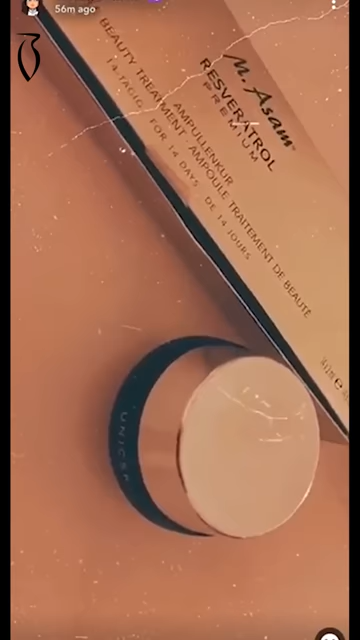 56m ago
M. Asam
RESVERATROL
PREMIUM
AMPULLENKUR
BEAUTY TREATMENT · AMPOULE TRAITEMENT DE BEAUTÉ
14-TÄGIG · FOR 14 DAYS · DE 14 JOURS